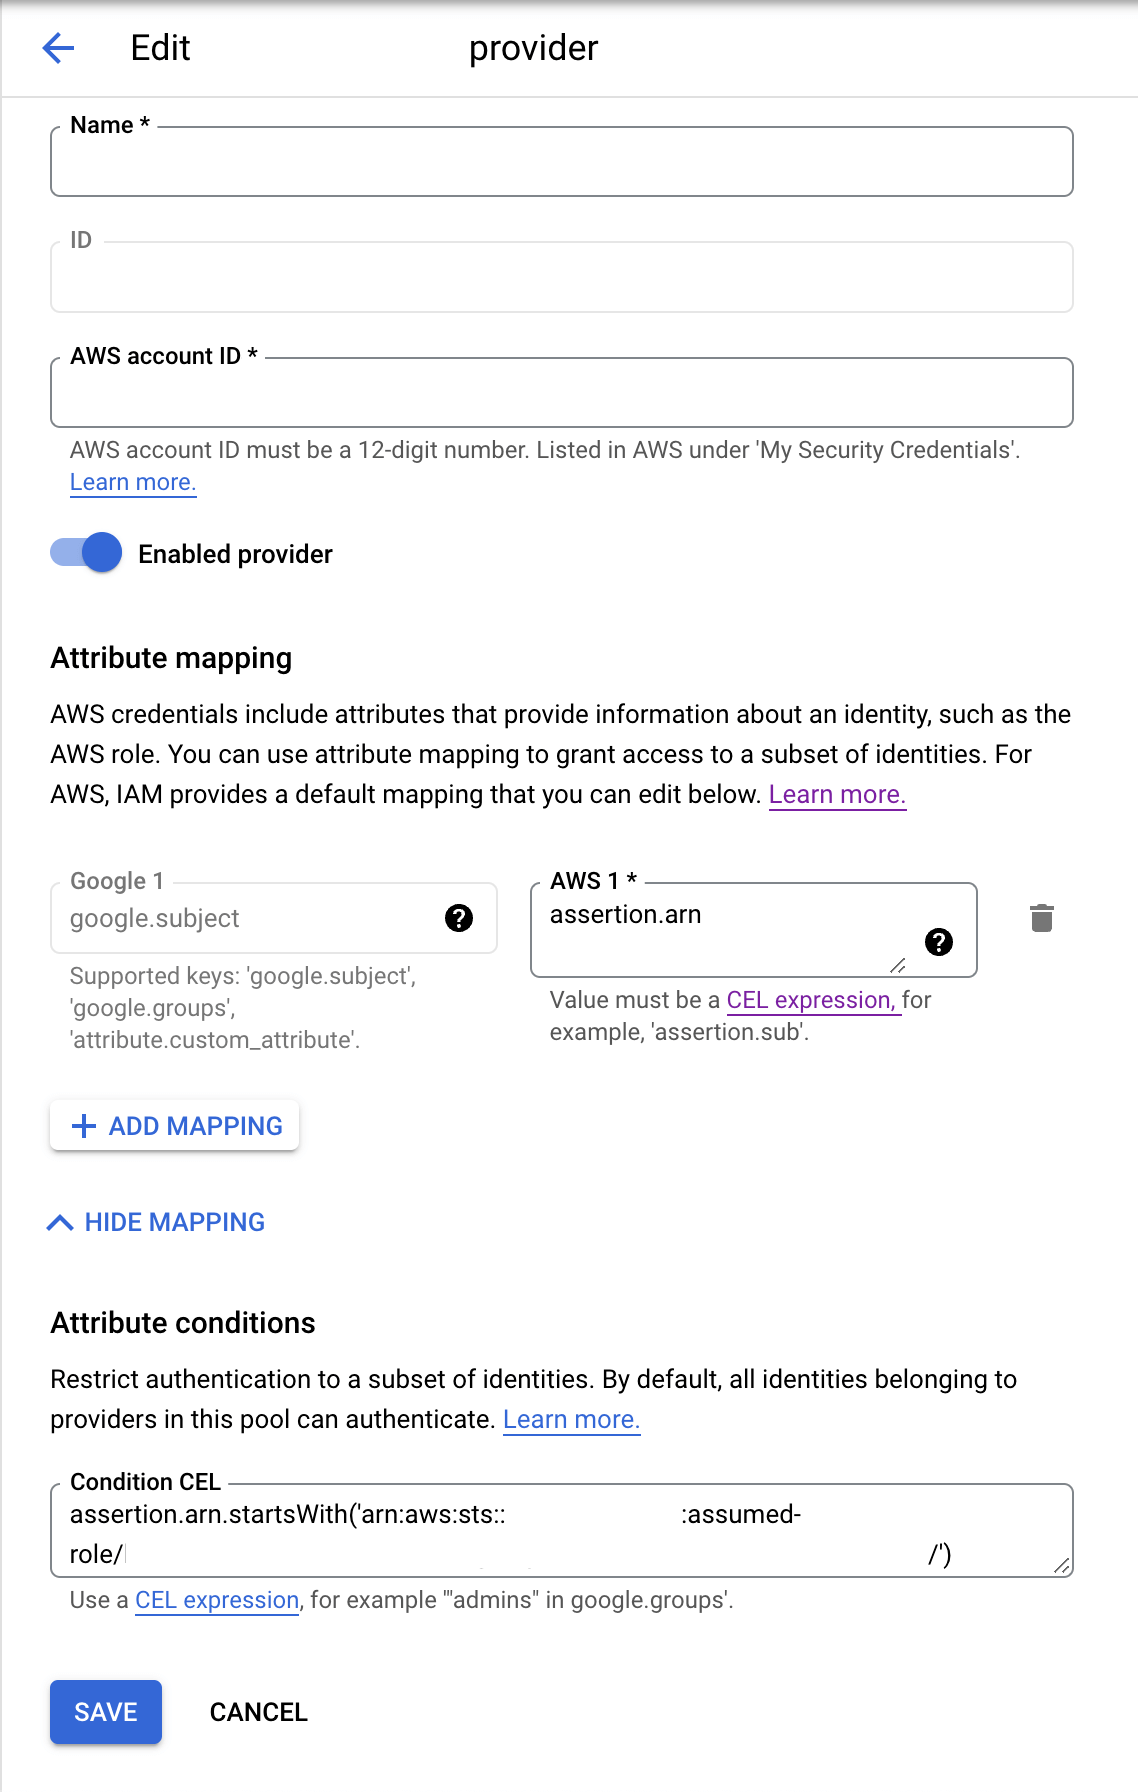 Edit provider
Name *
ID
AWS account ID *
AWS account ID must be a 12-digit number. Listed in AWS under 'My Security Credentials'.
Learn more.
Enabled provider
Attribute mapping
AWS credentials include attributes that provide information about an identity, such as the
AWS role. You can use attribute mapping to grant access to a subset of identities. For
AWS, IAM provides a default mapping that you can edit below. Learn more.
Google 1
google.subject
Supported keys: 'google.subject',
'google.groups',
'attribute.custom_attribute'.
AWS 1 *
assertion.arn
Value must be a CEL expression, for
example, 'assertion.sub'.
ADD MAPPING
HIDE MAPPING
Attribute conditions
Restrict authentication to a subset of identities. By default, all identities belonging to
providers in this pool can authenticate. Learn more.
Condition CEL
assertion.arn.startsWith('arn:aws:sts:: :assumed-
role/ /')
Use a CEL expression, for example '"admins" in google.groups'.
SAVE
CANCEL